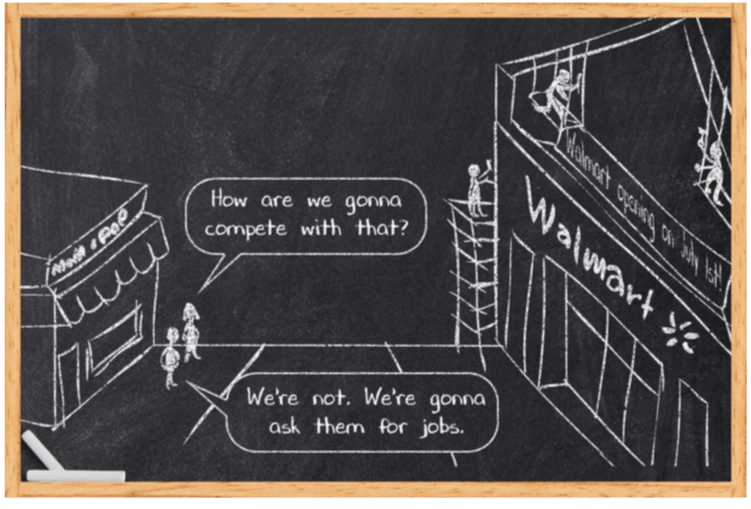 Mom & Pop
How are we gonna
compete with that?
We're not. We're gonna
ask them for jobs.
Walmart opening on July 1st!
Walmart